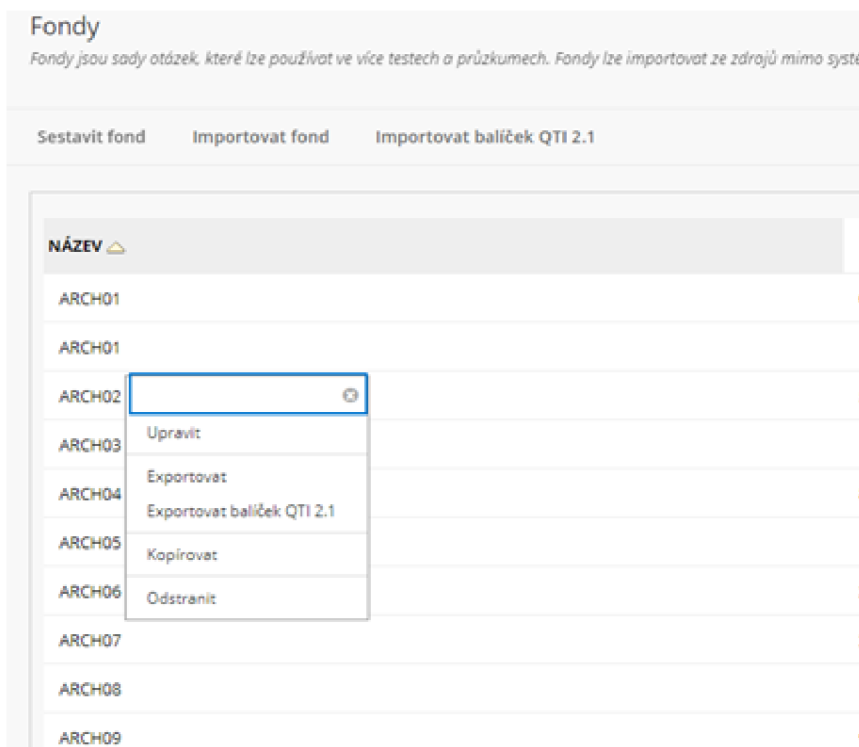 Fondy
Fondy jsou sady otázek, které lze používat ve více testech a průzkumech. Fondy lze importovat ze zdrojů mimo systé
Sestavit fond Importovat fond Importovat balíček QTI 2.1
NÁZEV
ARCH01
ARCH01
ARCH02
Upravit
ARCH03
Exportovat
ARCH04
Exportovat balíček QTI 2.1
ARCH05
Kopírovat
ARCH06
Odstranit
ARCH07
ARCH08
ARCH09